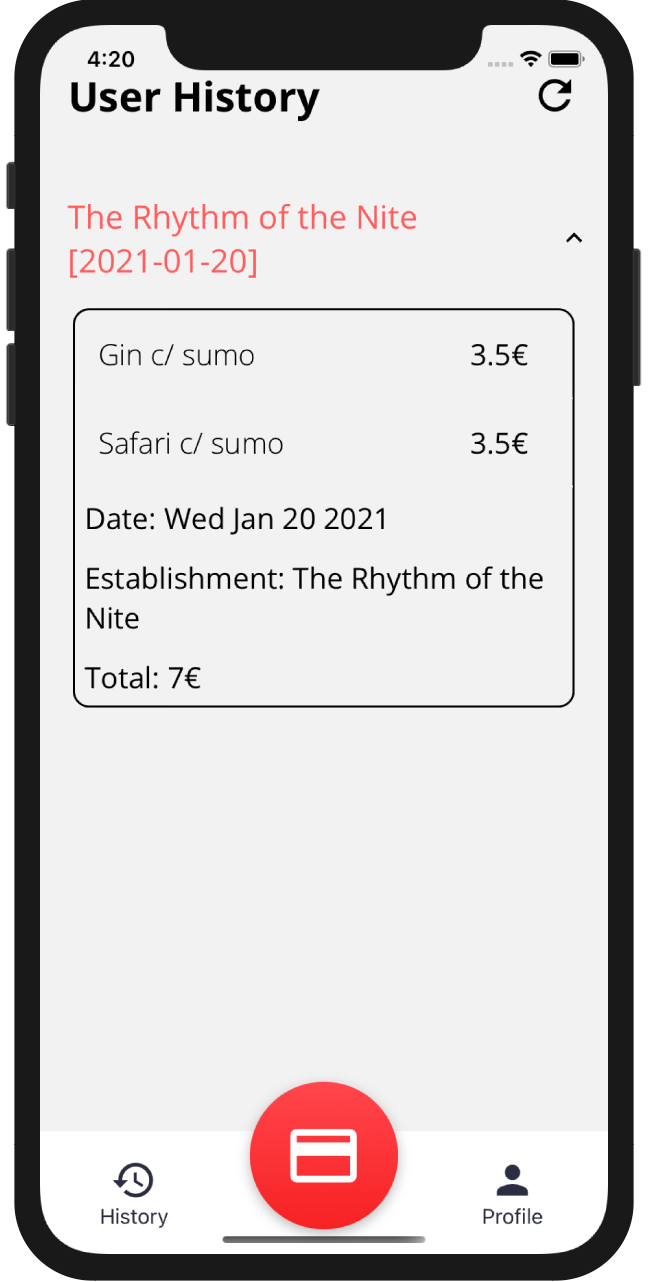 4:20
User History
The Rhythm of the Nite
[2021-01-20]
Gin c/ sumo 3.5€
Safari c/ sumo 3.5€
Date: Wed Jan 20 2021
Establishment: The Rhythm of the
Nite
Total: 7€
History Profile